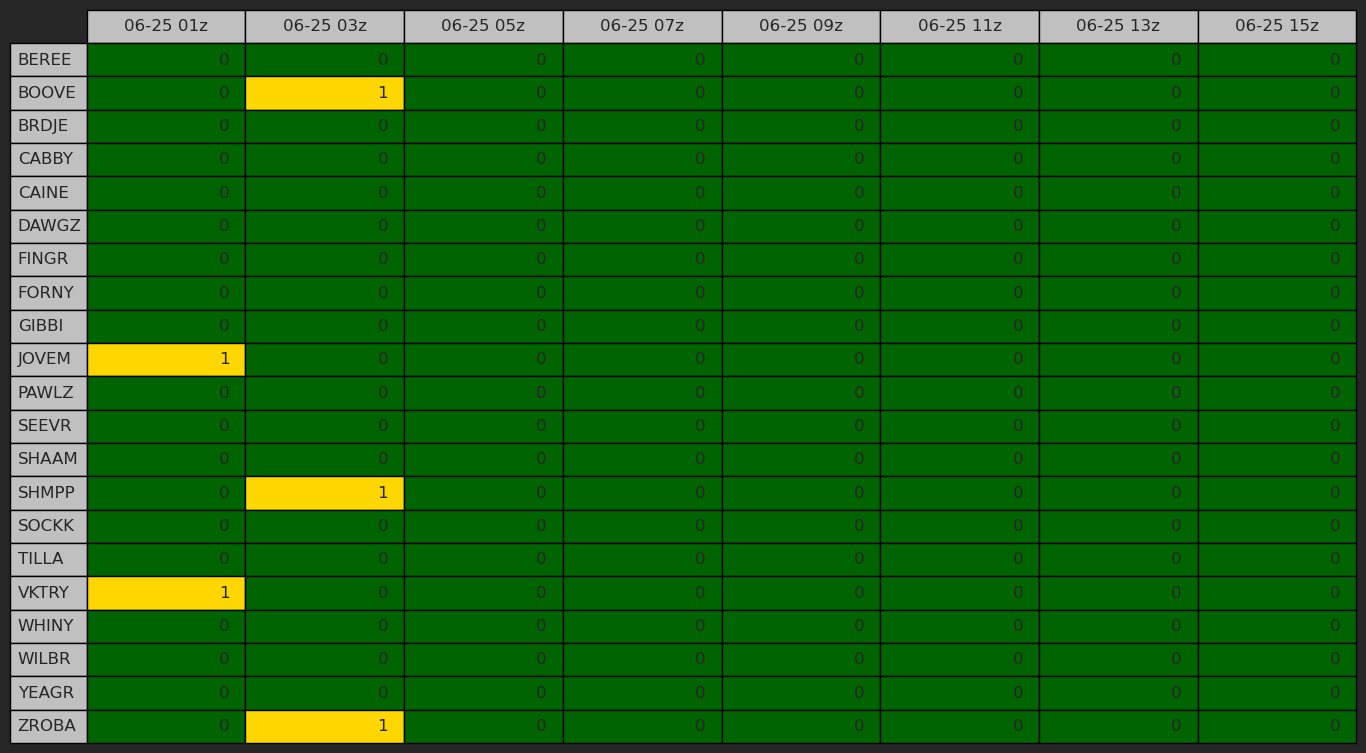 06-25 01z 06-25 03z 06-25 05z 06-25 07z 06-25 09z 06-25 11z 06-25 13z 06-25 15z
BEREE 0 0 0 0 0 0 0 0
BOOVE 0 1 0 0 0 0 0 0
BRDJE 0 0 0 0 0 0 0 0
CABBY 0 0 0 0 0 0 0 0
CAINE 0 0 0 0 0 0 0 0
DAWGZ 0 0 0 0 0 0 0 0
FINGR 0 0 0 0 0 0 0 0
FORNY 0 0 0 0 0 0 0 0
GIBBI 0 0 0 0 0 0 0 0
JOVEM 1 0 0 0 0 0 0 0
PAWLZ 0 0 0 0 0 0 0 0
SEEVR 0 0 0 0 0 0 0 0
SHAAM 0 0 0 0 0 0 0 0
SHMPP 0 1 0 0 0 0 0 0
SOCKK 0 0 0 0 0 0 0 0
TILLA 0 0 0 0 0 0 0 0
VKTRY 1 0 0 0 0 0 0 0
WHINY 0 0 0 0 0 0 0 0
WILBR 0 0 0 0 0 0 0 0
YEAGR 0 0 0 0 0 0 0 0
ZROBA 0 1 0 0 0 0 0 0